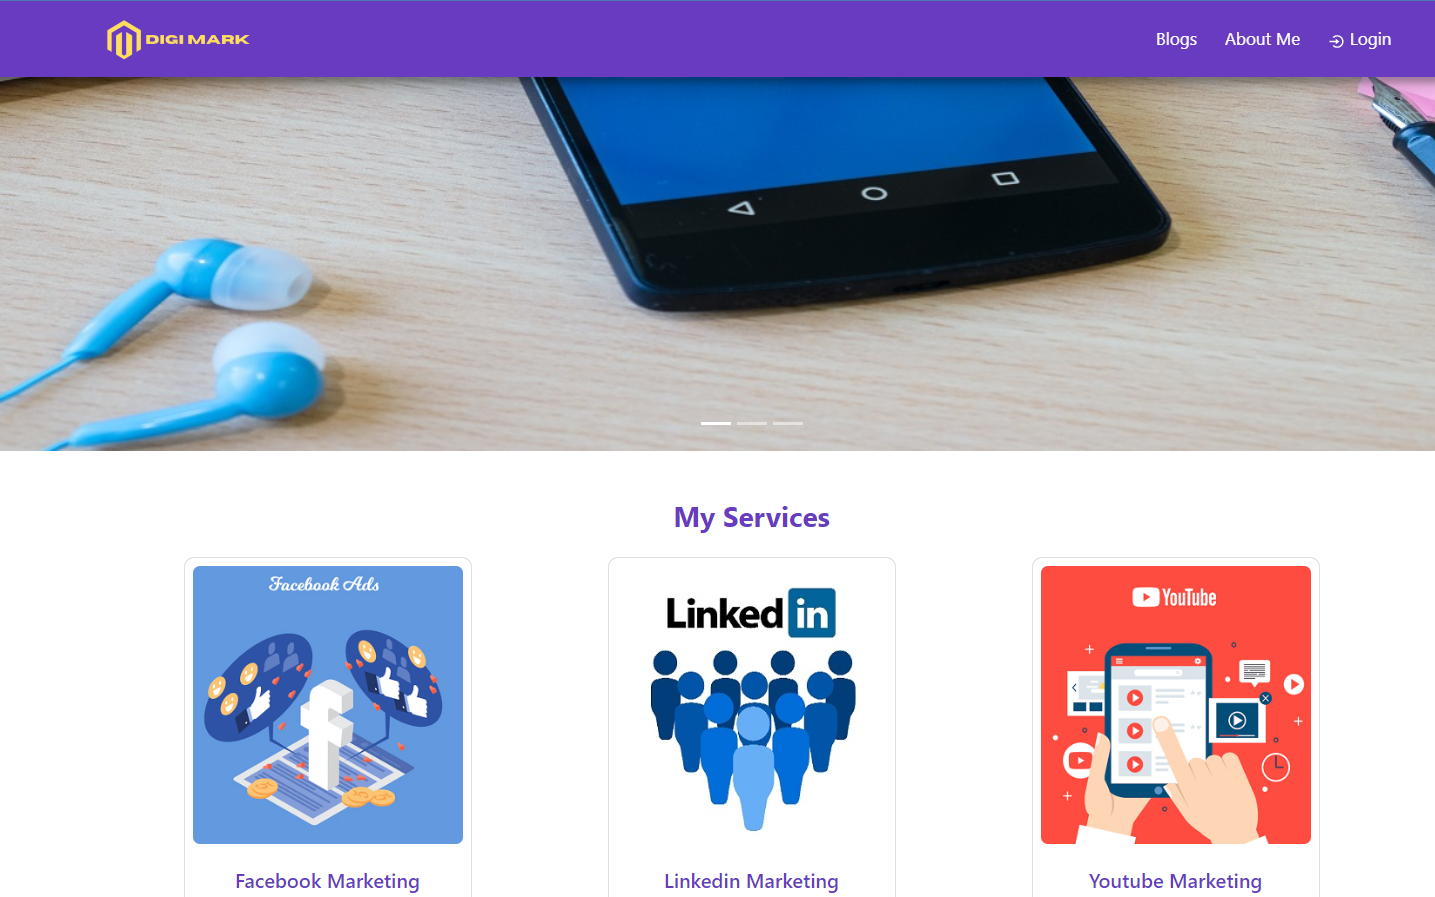 DIGI MARK
Blogs
About Me
Login
My Services
Facebook Ads
Linked in
YouTube
Facebook Marketing
Linkedin Marketing
Youtube Marketing